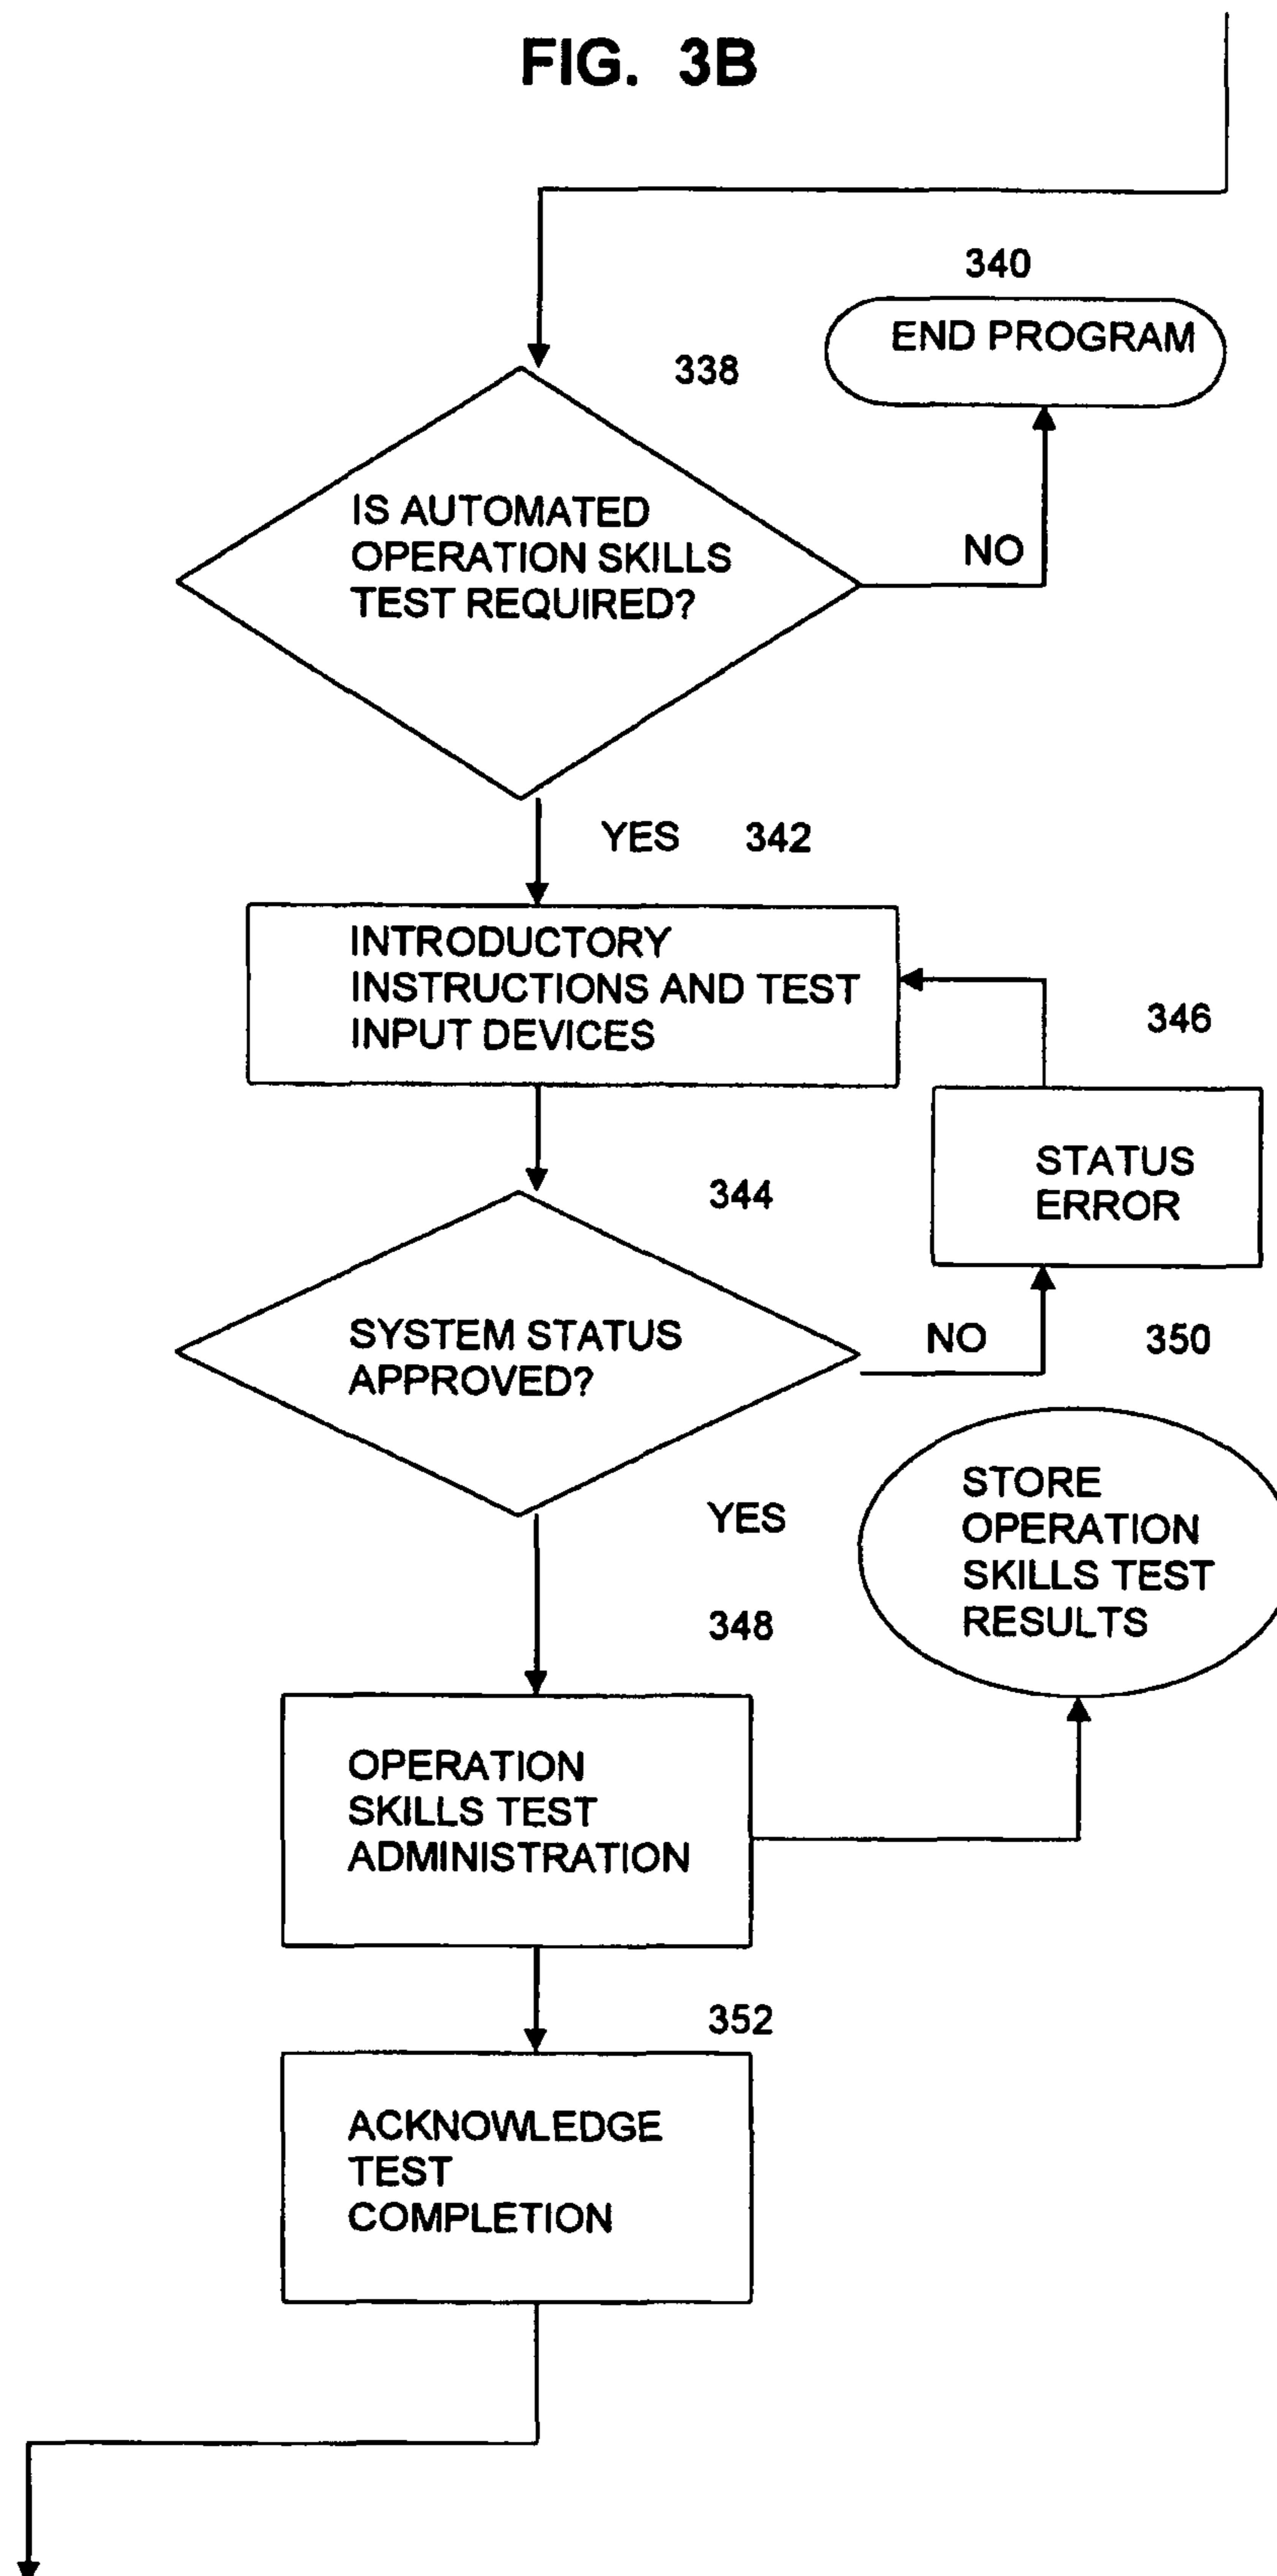 FIG. 3B
340
END PROGRAM
338
IS AUTOMATED
OPERATION SKILLS
TEST REQUIRED?
NO
YES 342
INTRODUCTORY
INSTRUCTIONS AND TEST
INPUT DEVICES
346
STATUS
ERROR
344
SYSTEM STATUS
APPROVED?
NO
350
STORE
OPERATION
SKILLS TEST
RESULTS
YES
348
OPERATION
SKILLS TEST
ADMINISTRATION
352
ACKNOWLEDGE
TEST
COMPLETION